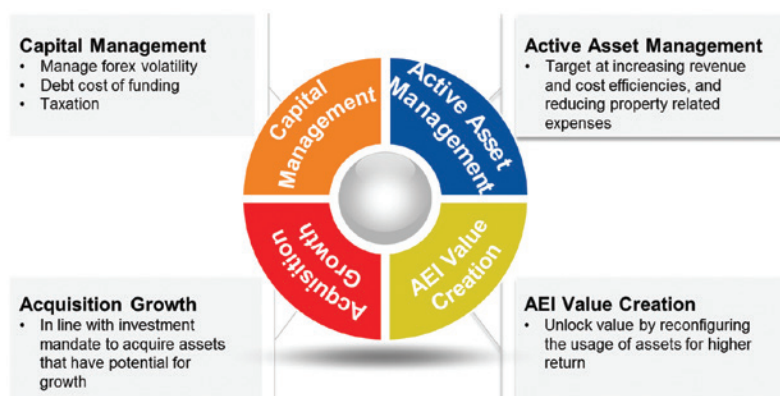 Capital Management
• Manage forex volatility
• Debt cost of funding
• Taxation
Active Asset Management
• Target at increasing revenue
and cost efficiencies, and
reducing property related
expenses
Capital
Management
Active Asset
Management
Acquisition
Growth
AEI Value
Creation
Acquisition Growth
• In line with investment
mandate to acquire assets
that have potential for
growth
AEI Value Creation
• Unlock value by reconfiguring
the usage of assets for higher
return